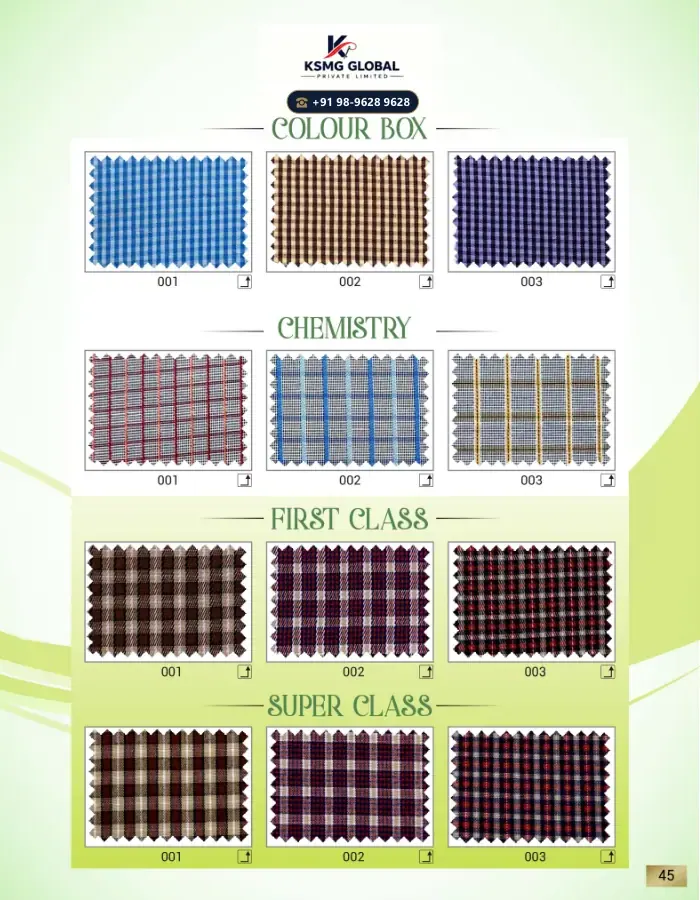 KSMG GLOBAL
PRIVATE LIMITED
+91 98-9628 9628
COLOUR BOX
001
002
003
CHEMISTRY
001
002
003
FIRST CLASS
001
002
003
SUPER CLASS
001
002
003
45